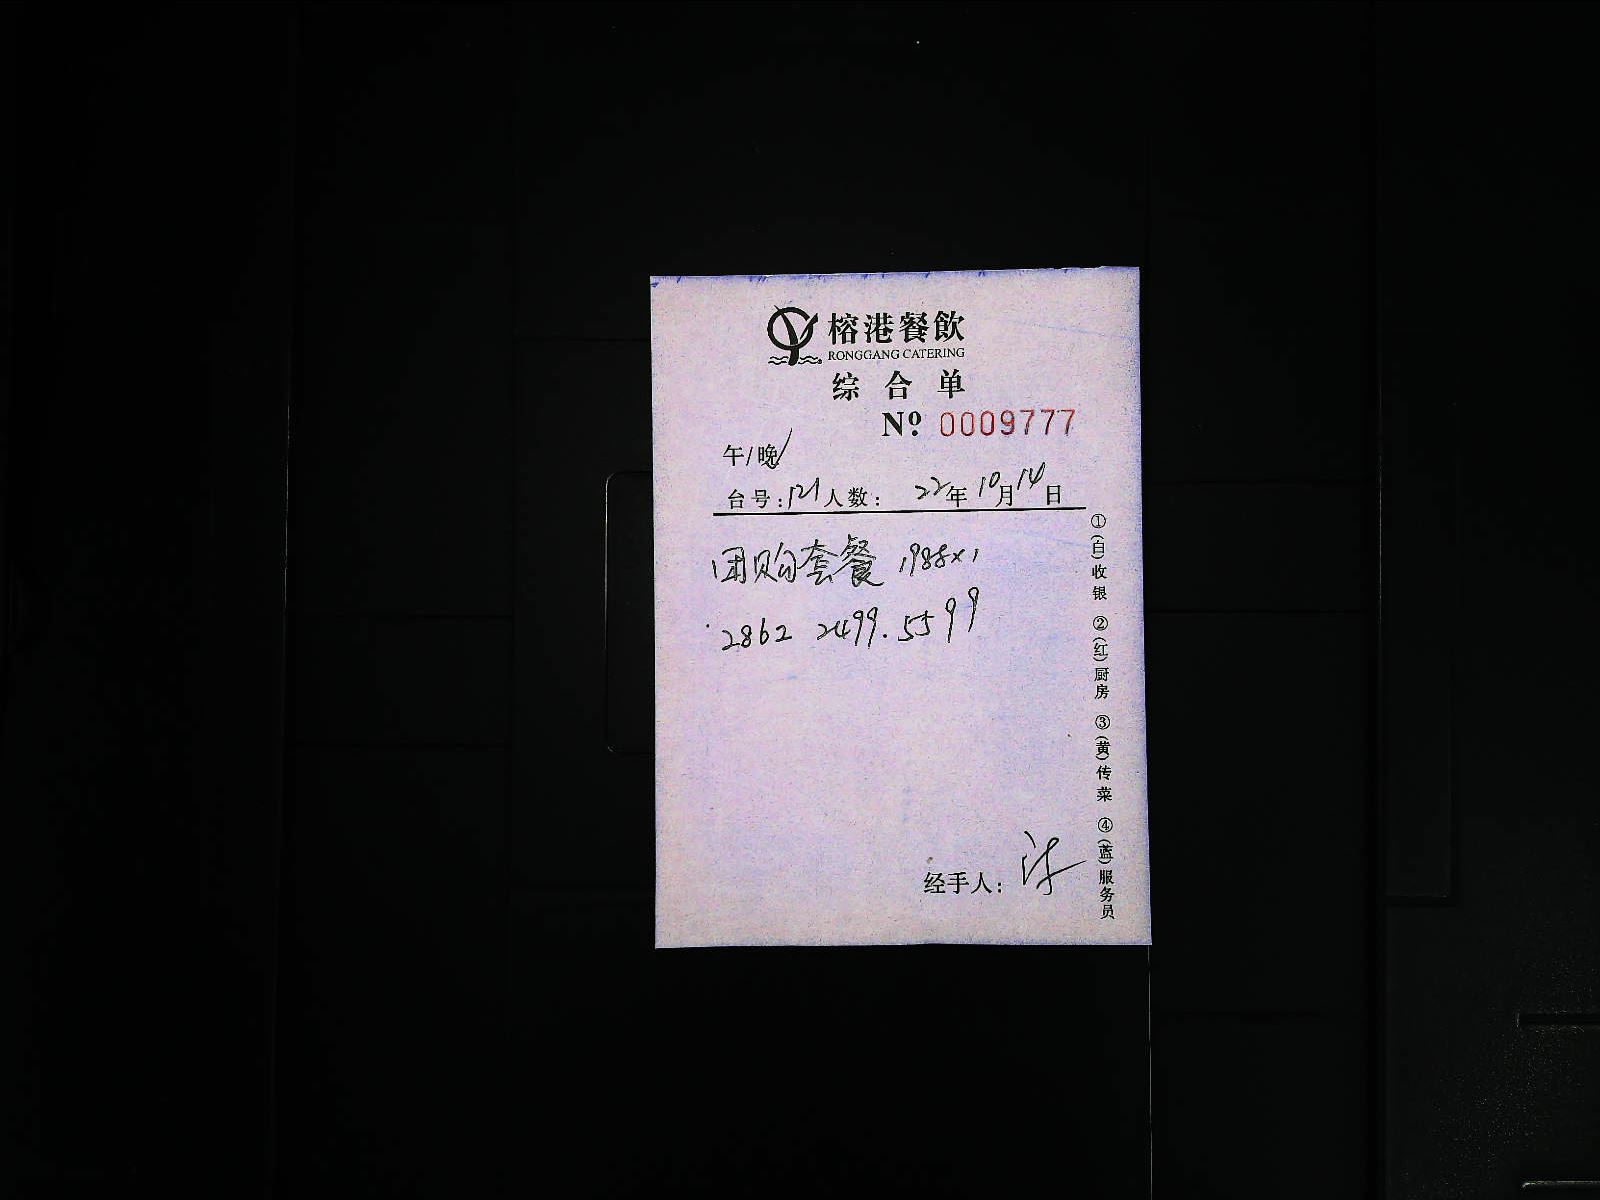 榕港餐飲
RONGGANG CATERING
综合单
Nº 0009777
午/晚
台号:121 人数: 22年10月14日
团购套餐 1988×1
2862 2499.5599
经手人:
①(白)收银 ②(红)厨房 ③(黄)传菜 ④(蓝)服务员